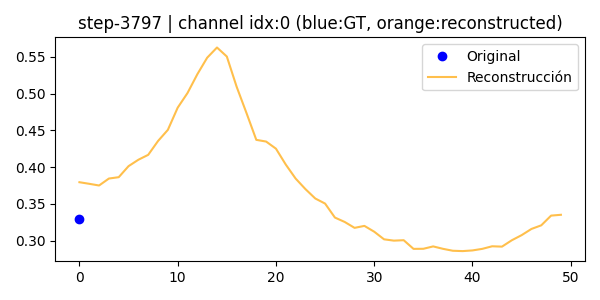 step-3797 | channel idx:0 (blue:GT, orange:reconstructed)
Original
Reconstrucción
0.55
0.50
0.45
0.40
0.35
0.30
0 10 20 30 40 50